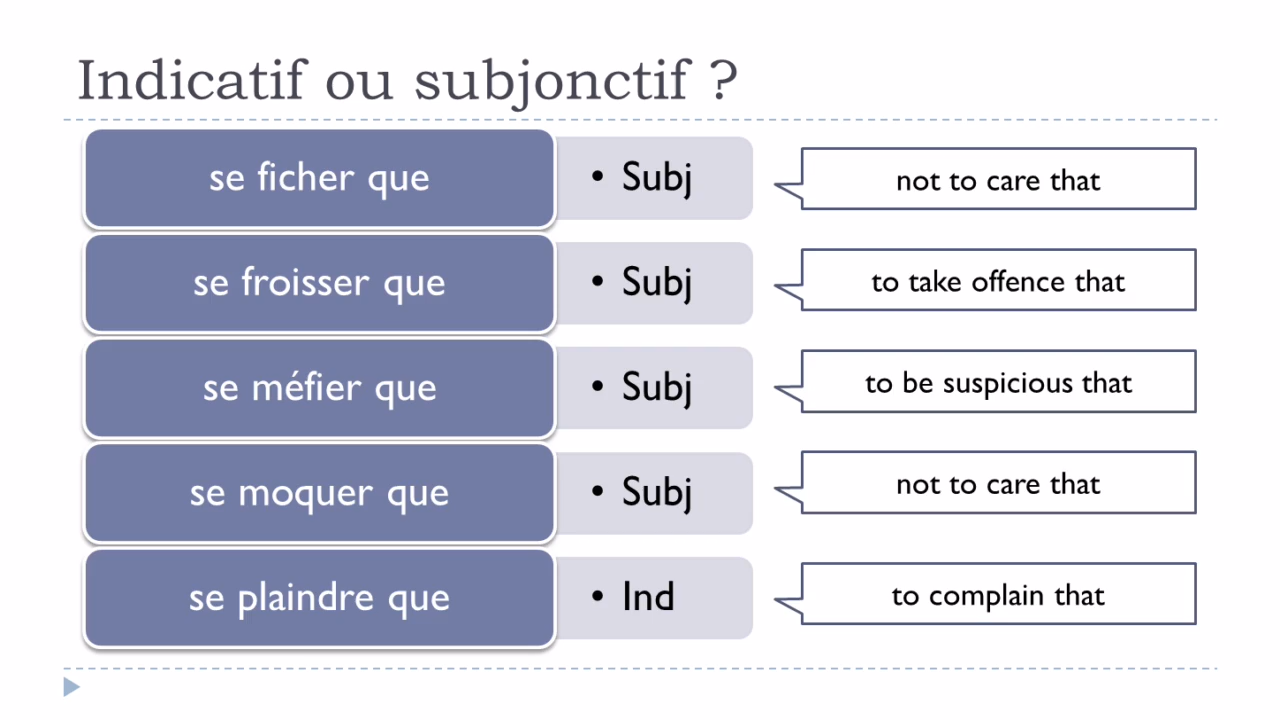 Indicatif ou subjonctif ?
se ficher que
• Subj
not to care that
se froisser que
• Subj
to take offence that
se méfier que
• Subj
to be suspicious that
se moquer que
• Subj
not to care that
se plaindre que
• Ind
to complain that